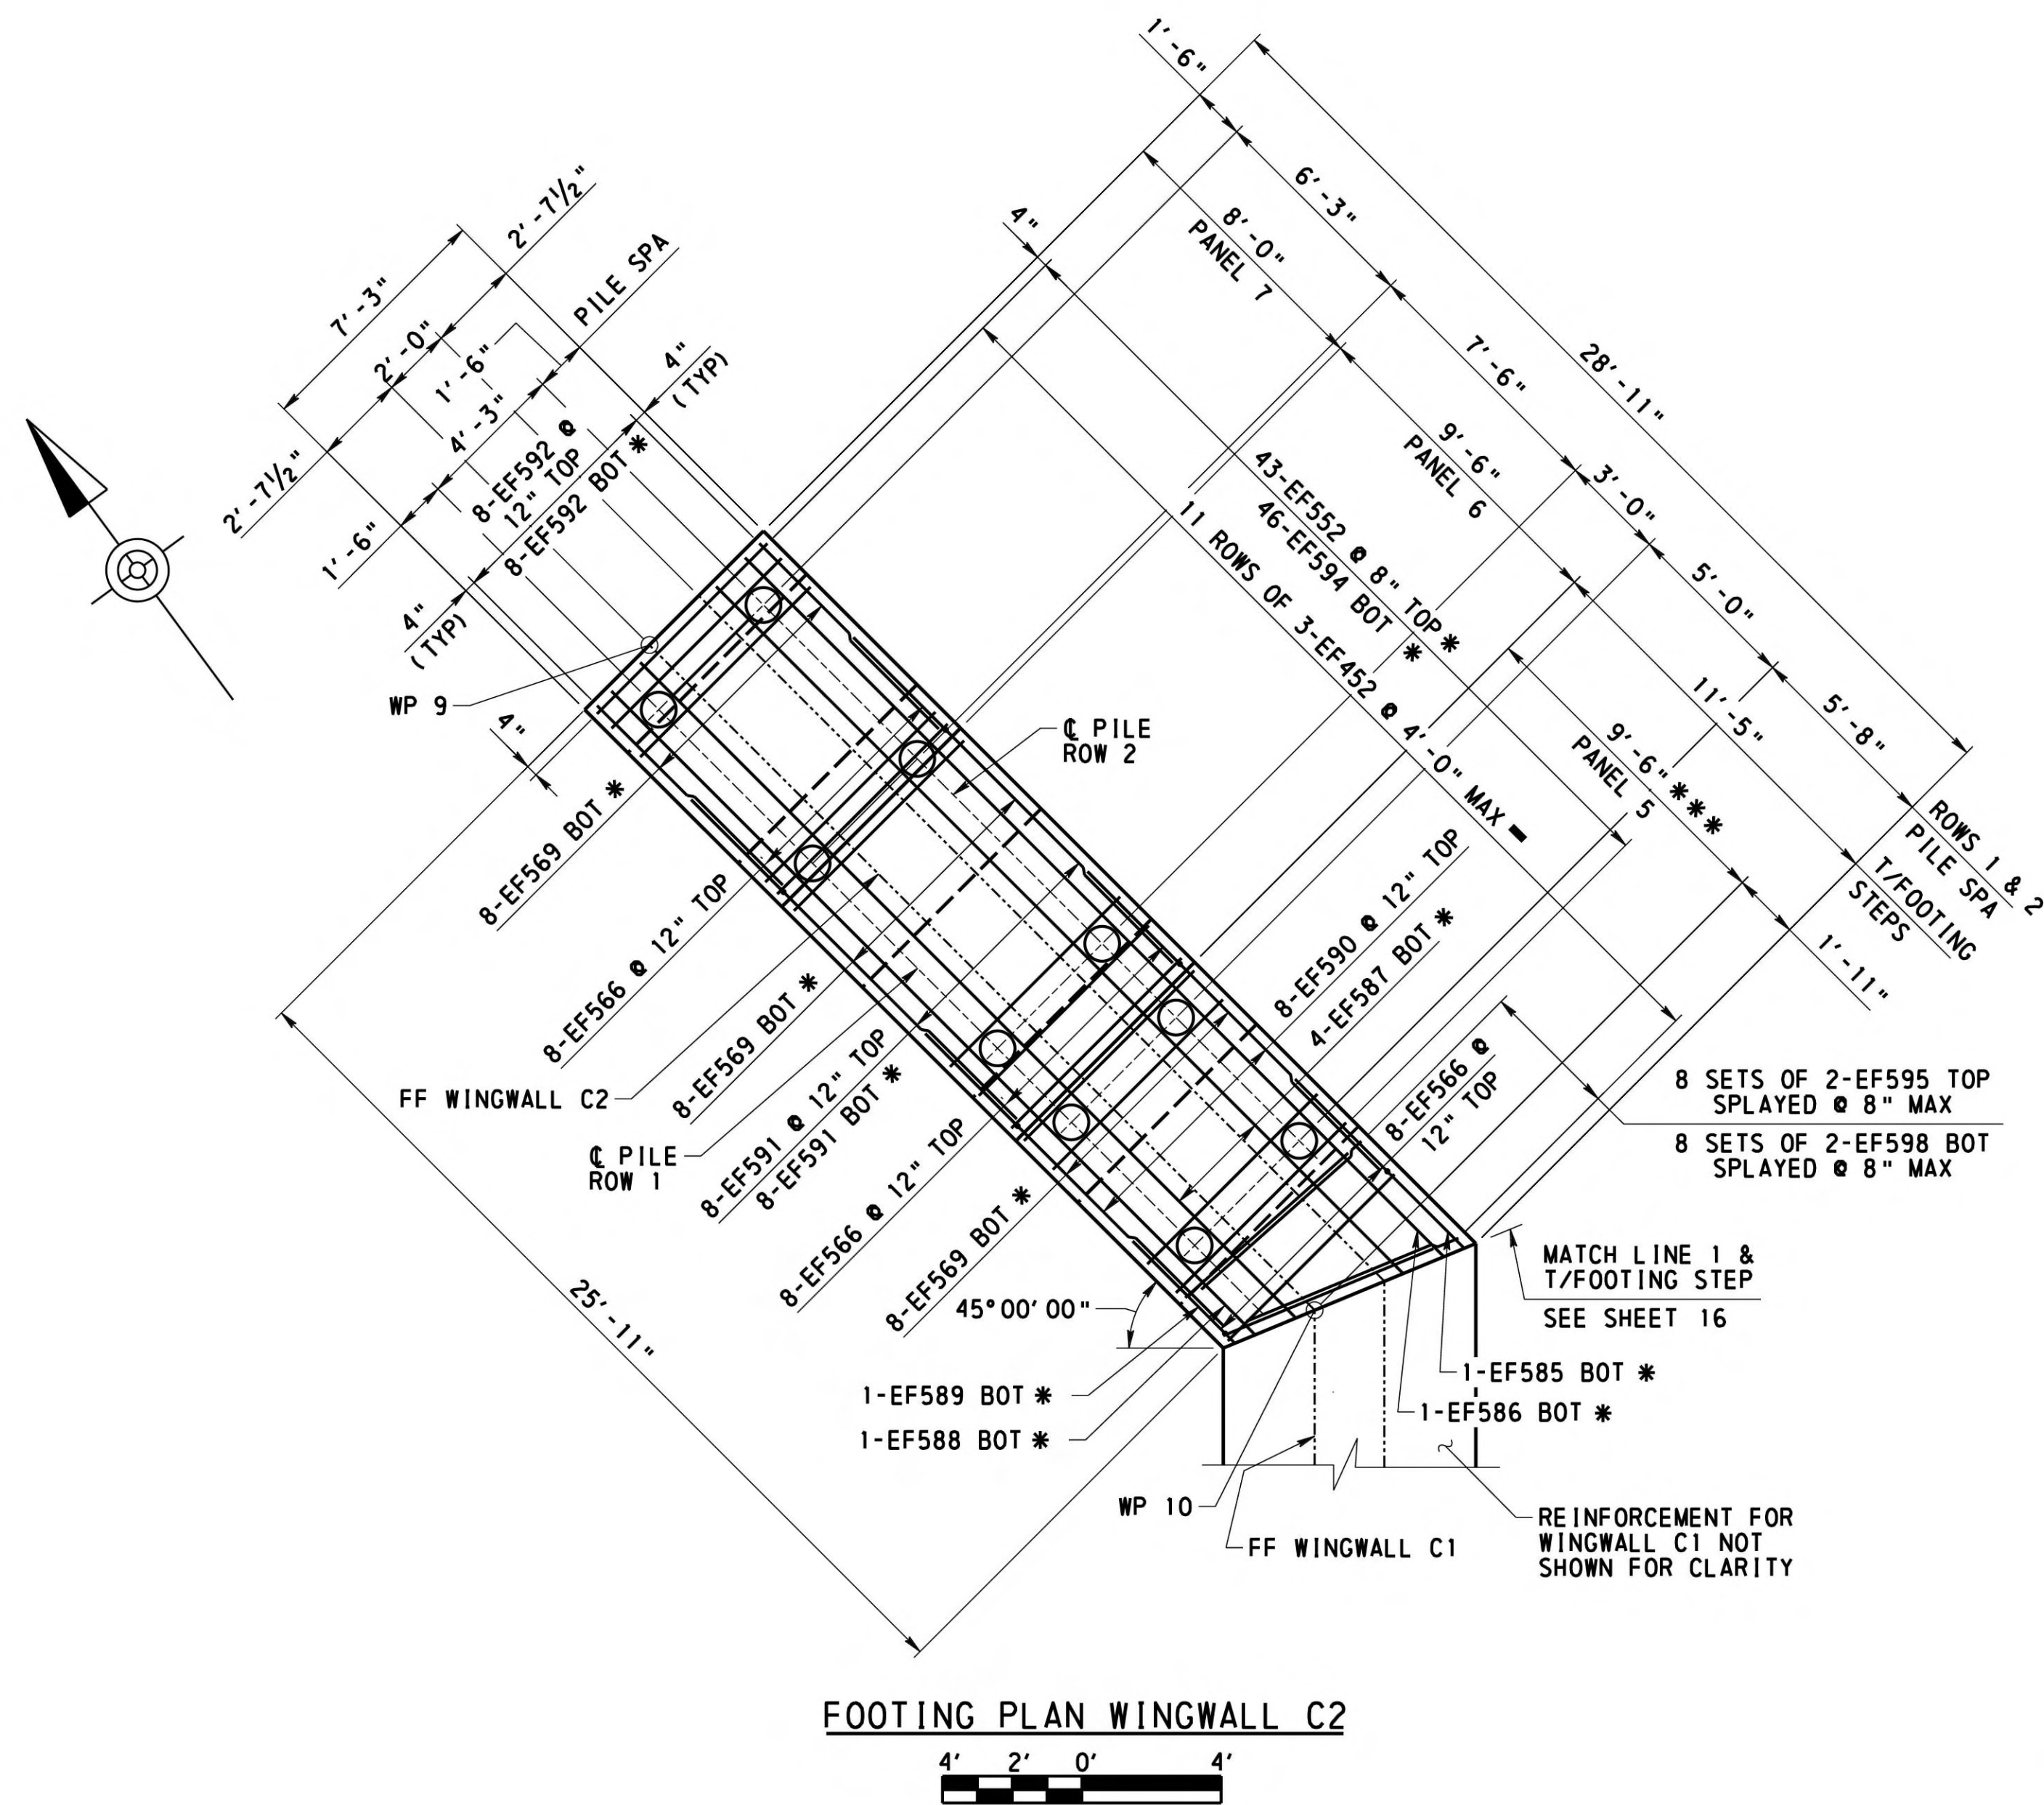 1'-6"
6'-3"
7'-6"
3'-0"
5'-0"
5'-8"
ROWS 1 & 2
PILE SPA
28'-11"
8'-0"
PANEL 7
9'-6"
PANEL 6
11'-5"
T/FOOTING
STEPS
4"
43-EF552 @ 8" TOP*
46-EF594 BOT *
9'-6"***
PANEL 5
1'-11"
11 ROWS OF 3-EF452 @ 4'-0" MAX
7'-3"
2'-7½"
2'-0"
2'-7½"
PILE SPA
1'-6"
4'-3"
1'-6"
4"
(TYP)
8-EF592 @
12" TOP
8-EF592 BOT *
4"
(TYP)
WP 9
4"
℄ PILE
ROW 2
8-EF569 BOT *
8-EF566 @ 12" TOP
8-EF569 BOT *
FF WINGWALL C2
℄ PILE
ROW 1
8-EF591 @ 12" TOP
8-EF591 BOT *
8-EF566 @ 12" TOP
8-EF569 BOT *
8-EF590 @ 12" TOP
4-EF587 BOT *
8-EF566 @
12" TOP
8 SETS OF 2-EF595 TOP
SPLAYED @ 8" MAX
8 SETS OF 2-EF598 BOT
SPLAYED @ 8" MAX
MATCH LINE 1 &
T/FOOTING STEP
SEE SHEET 16
45°00'00"
25'-11"
1-EF589 BOT *
1-EF588 BOT *
1-EF585 BOT *
1-EF586 BOT *
WP 10
FF WINGWALL C1
REINFORCEMENT FOR
WINGWALL C1 NOT
SHOWN FOR CLARITY
FOOTING PLAN WINGWALL C2
4' 2' 0' 4'